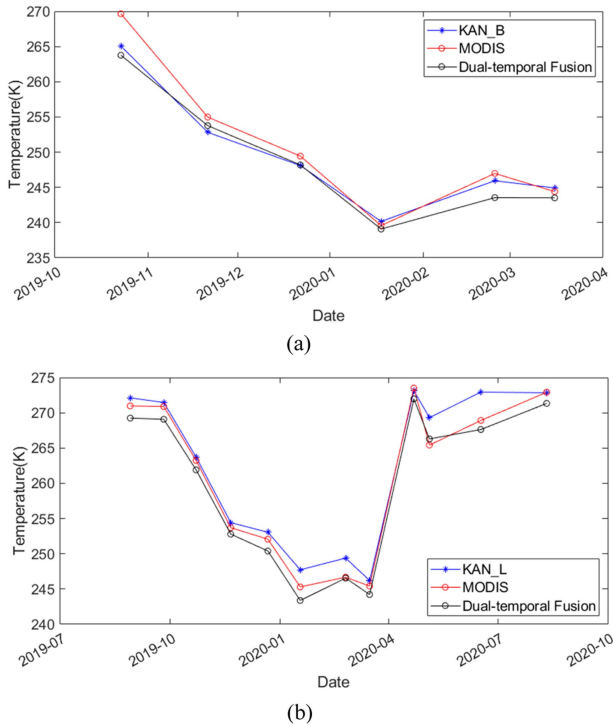 270
265
260
255
250
245
240
235
Temperature(K)
KAN_B
MODIS
Dual-temporal Fusion
2019-10
2019-11
2019-12
2020-01
2020-02
2020-03
2020-04
Date
(a)
275
270
265
260
255
250
245
240
Temperature(K)
KAN_L
MODIS
Dual-temporal Fusion
2019-07
2019-10
2020-01
2020-04
2020-07
2020-10
Date
(b)